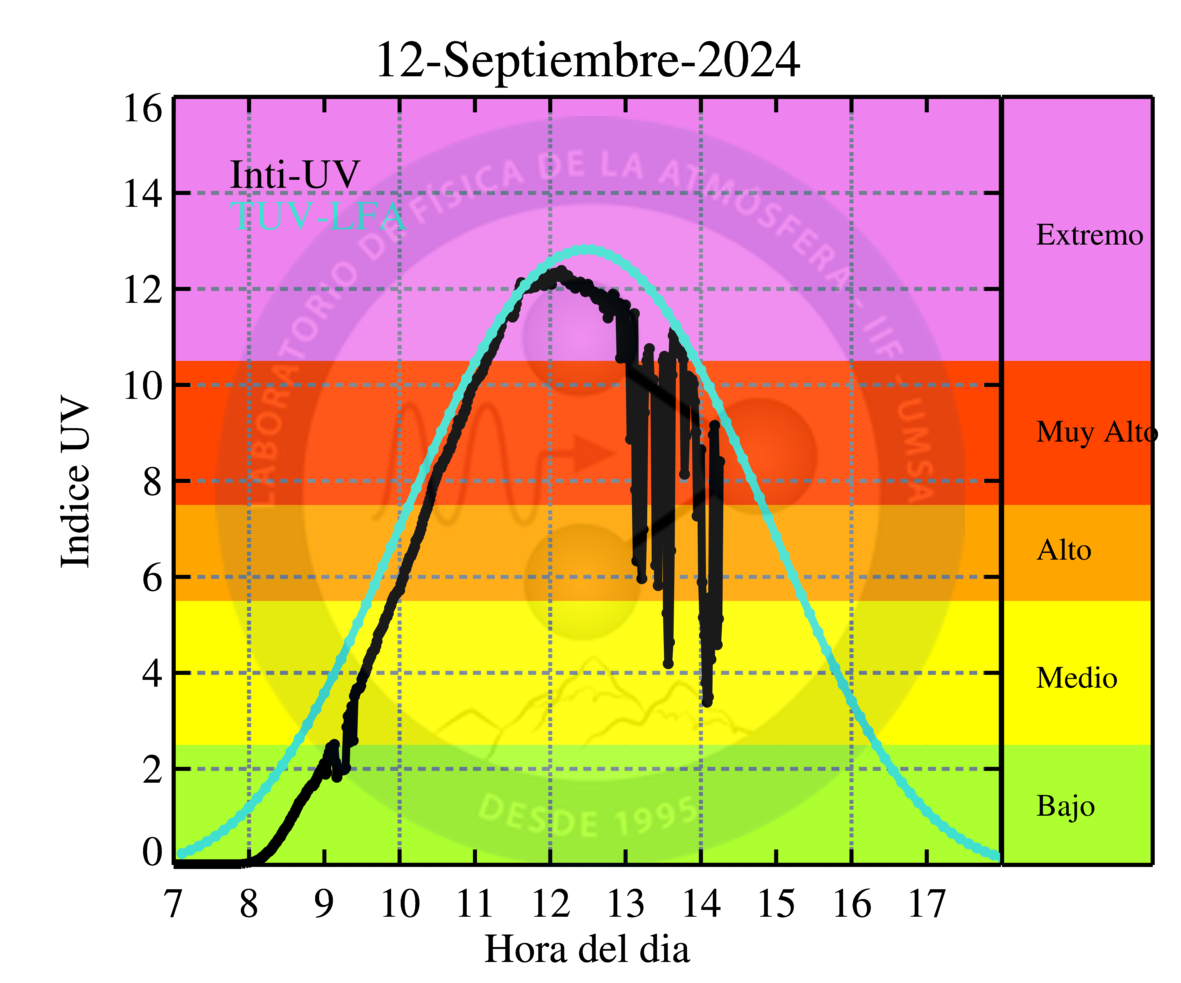 12-Septiembre-2024
16
14
12
10
8
6
4
2
0
Indice UV
Inti-UV
TUV-LFA
LABORATORIO DE FÍSICA DE LA ATMÓSFERA - IIF - UMSA
DESDE 1995
Extremo
Muy Alto
Alto
Medio
Bajo
7 8 9 10 11 12 13 14 15 16 17
Hora del dia